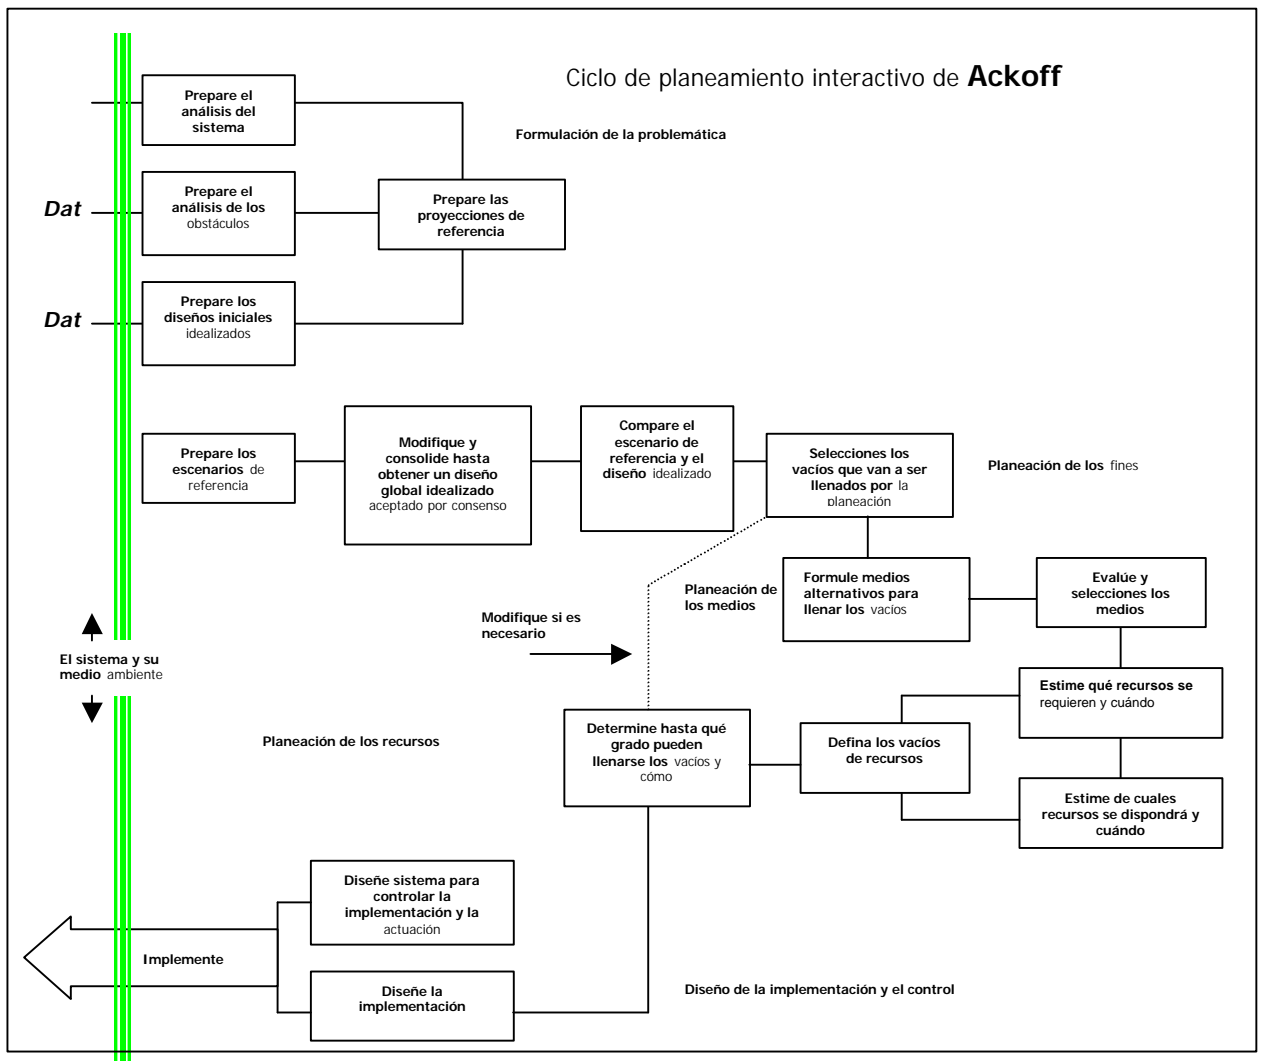 Ciclo de planeamiento interactivo de Ackoff
Prepare el
análisis del
sistema
Formulación de la problemática
Dat
Prepare el
análisis de los
obstáculos
Prepare las
proyecciones de
referencia
Dat
Prepare los
diseños iniciales
idealizados
Prepare los
escenarios de
referencia
Modifique y
consolide hasta
obtener un diseño
global idealizado
aceptado por consenso
Compare el
escenario de
referencia y el
diseño idealizado
Selecciones los
vacíos que van a ser
llenados por la
planeación
Planeación de los fines
Planeación de
los medios
Formule medios
alternativos para
llenar los vacíos
Evalúe y
selecciones los
medios
Modifique si es
necesario
El sistema y su
medio ambiente
Estime qué recursos se
requieren y cuándo
Planeación de los recursos
Determine hasta qué
grado pueden
llenarse los vacíos y
cómo
Defina los vacíos
de recursos
Estime de cuales
recursos se dispondrá y
cuándo
Diseñe sistema para
controlar la
implementación y la
actuación
Implemente
Diseñe la
implementación
Diseño de la implementación y el control